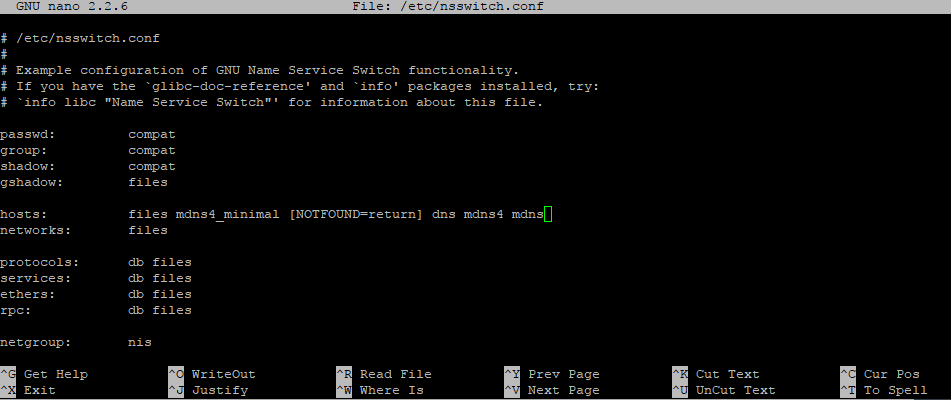 GNU nano 2.2.6 File: /etc/nsswitch.conf
# /etc/nsswitch.conf
#
# Example configuration of GNU Name Service Switch functionality.
# If you have the `glibc-doc-reference' and `info' packages installed, try:
# `info libc "Name Service Switch"' for information about this file.
passwd: compat
group: compat
shadow: compat
gshadow: files
hosts: files mdns4_minimal [NOTFOUND=return] dns mdns4 mdns
networks: files
protocols: db files
services: db files
ethers: db files
rpc: db files
netgroup: nis
^G Get Help ^O WriteOut ^R Read File ^Y Prev Page ^K Cut Text ^C Cur Pos
^X Exit ^J Justify ^W Where Is ^V Next Page ^U UnCut Text ^T To Spell